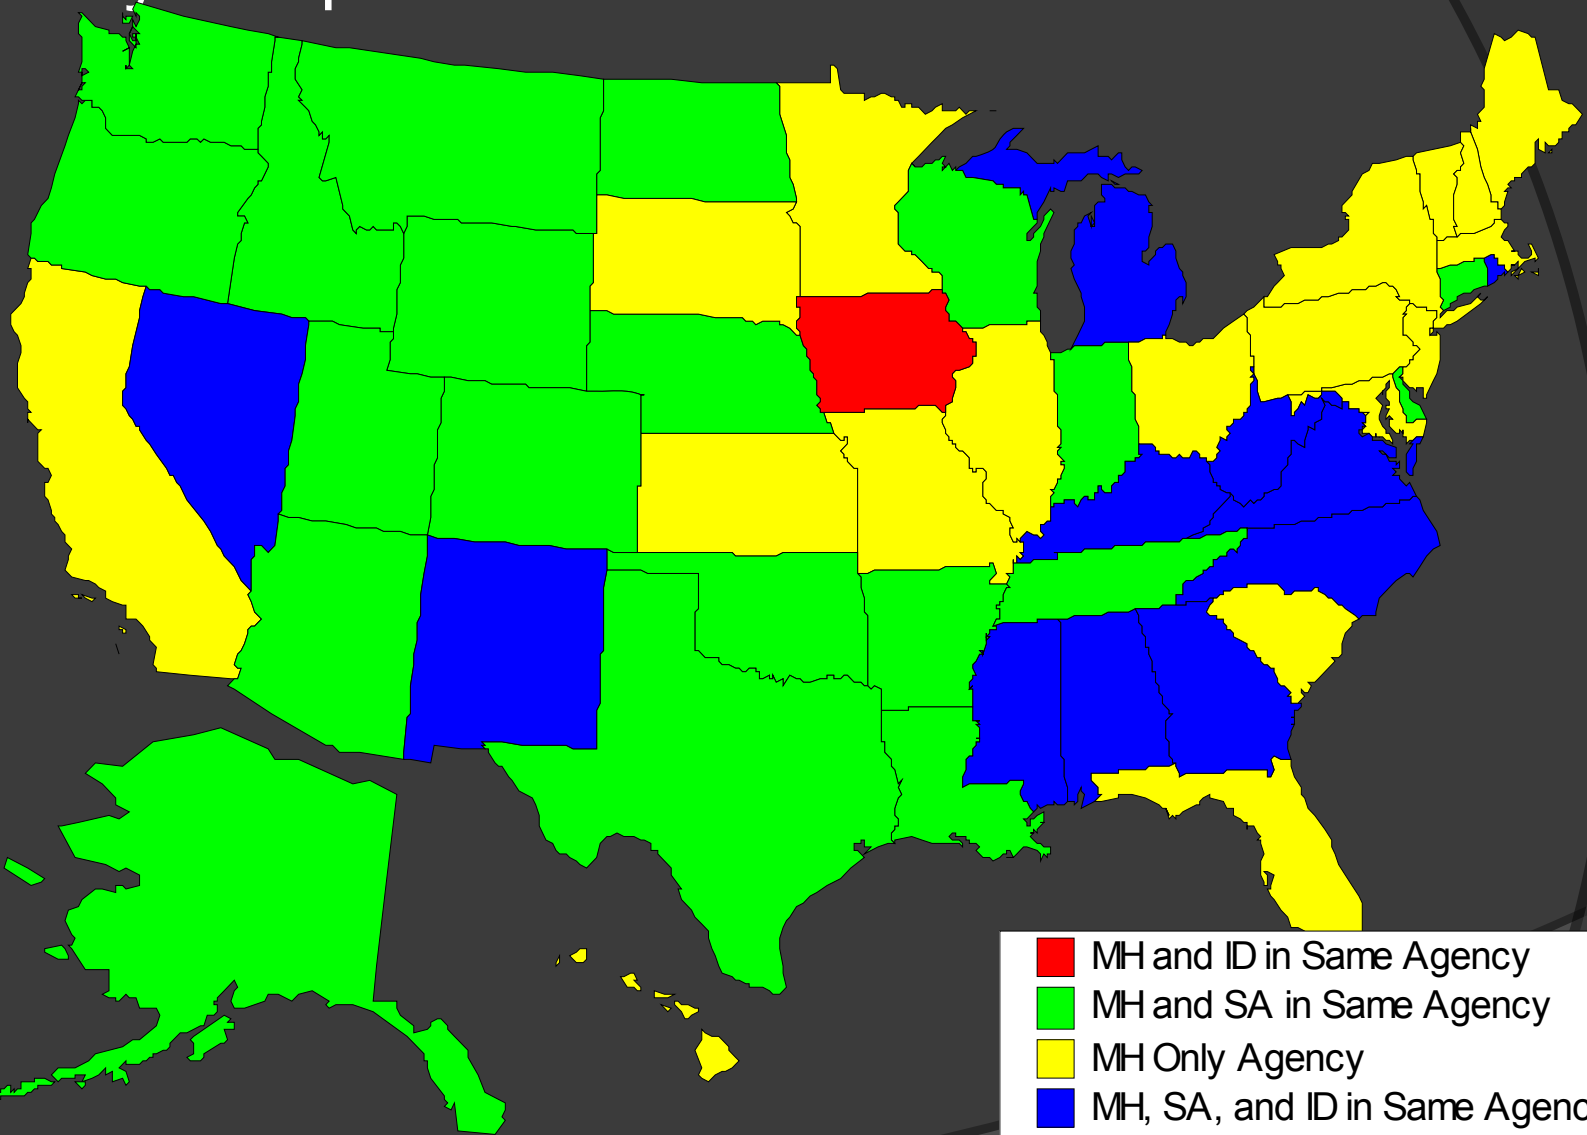 MH and ID in Same Agency
MH and SA in Same Agency
MH Only Agency
MH, SA, and ID in Same Agenc